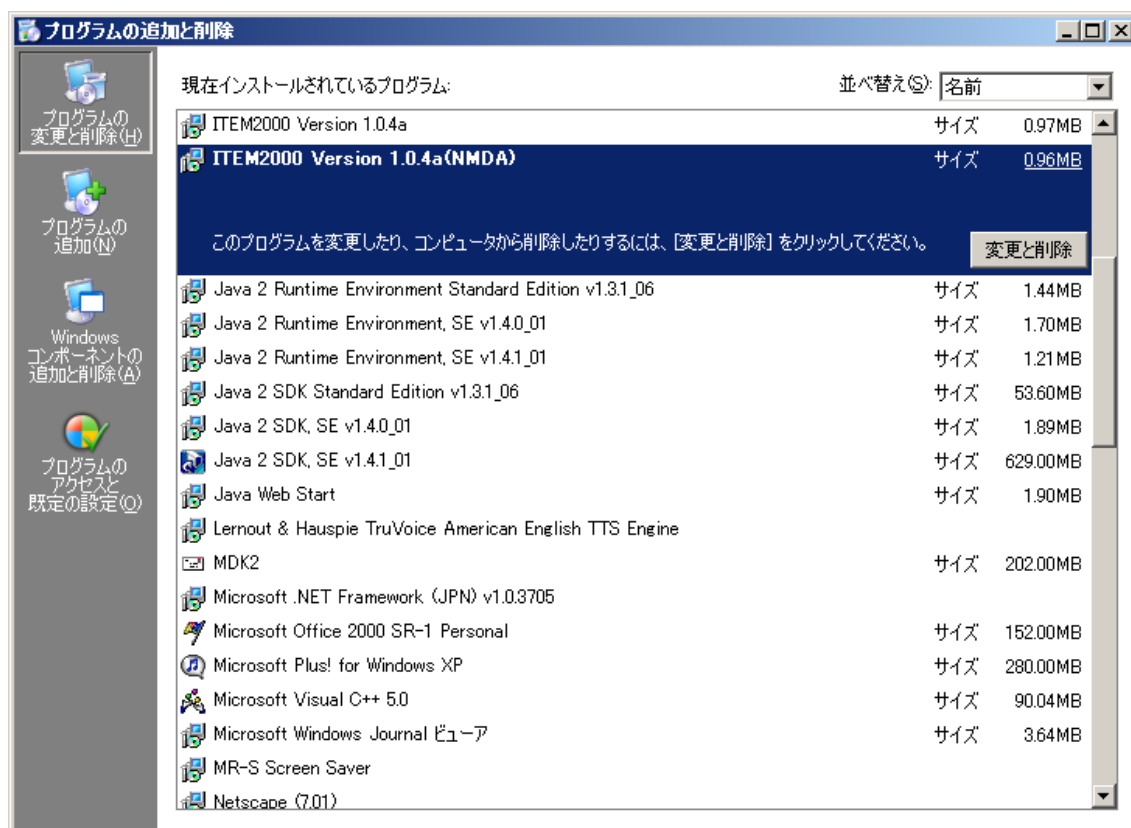 プログラムの追加と削除
プログラムの
変更と削除(H)
プログラムの
追加(N)
Windows
コンポーネントの
追加と削除(A)
プログラムの
アクセスと
既定の設定(O)
現在インストールされているプログラム:
並べ替え(S): 名前
ITEM2000 Version 1.0.4a サイズ 0.97MB
ITEM2000 Version 1.0.4a(NMDA) サイズ 0.96MB
このプログラムを変更したり、コンピュータから削除したりするには、[変更と削除] をクリックしてください。 変更と削除
Java 2 Runtime Environment Standard Edition v1.3.1_06 サイズ 1.44MB
Java 2 Runtime Environment, SE v1.4.0_01 サイズ 1.70MB
Java 2 Runtime Environment, SE v1.4.1_01 サイズ 1.21MB
Java 2 SDK Standard Edition v1.3.1_06 サイズ 53.60MB
Java 2 SDK, SE v1.4.0_01 サイズ 1.89MB
Java 2 SDK, SE v1.4.1_01 サイズ 629.00MB
Java Web Start サイズ 1.90MB
Lernout & Hauspie TruVoice American English TTS Engine
MDK2 サイズ 202.00MB
Microsoft .NET Framework (JPN) v1.0.3705
Microsoft Office 2000 SR-1 Personal サイズ 152.00MB
Microsoft Plus! for Windows XP サイズ 280.00MB
Microsoft Visual C++ 5.0 サイズ 90.04MB
Microsoft Windows Journal ビューア サイズ 3.64MB
MR-S Screen Saver
Netscape (7.01)